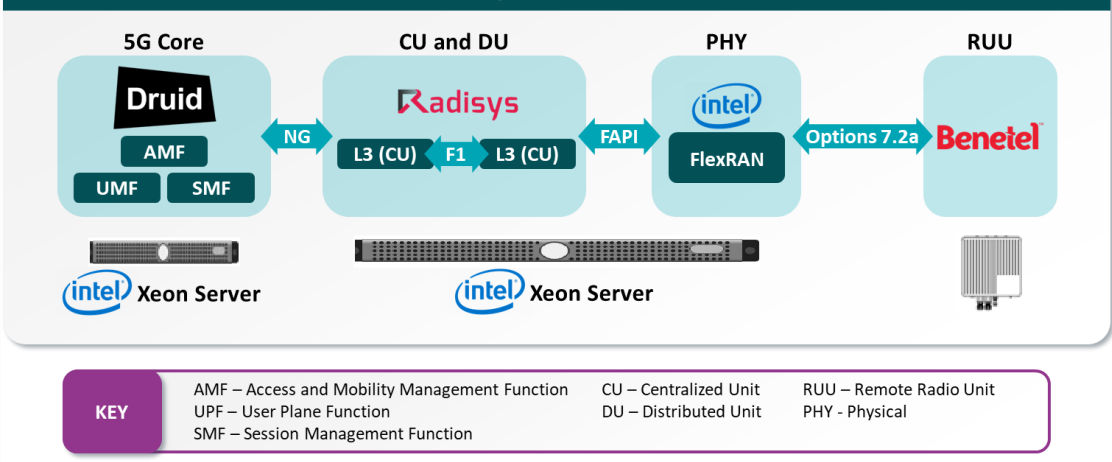 5G Core
CU and DU
PHY
RUU
Druid
Radisys
intel
Benetel
AMF
NG
L3 (CU)
F1
L3 (CU)
FAPI
FlexRAN
Options 7.2a
UMF
SMF
intel Xeon Server
intel Xeon Server
KEY
AMF – Access and Mobility Management Function
UPF – User Plane Function
SMF – Session Management Function
CU – Centralized Unit
DU – Distributed Unit
RUU – Remote Radio Unit
PHY - Physical